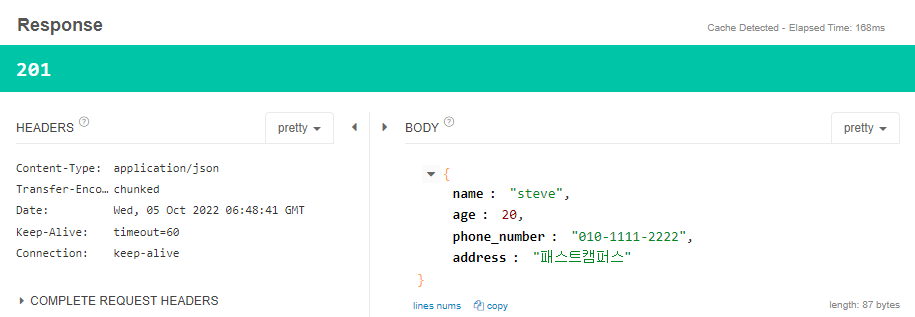 Response
Cache Detected - Elapsed Time: 168ms
201
HEADERS ? pretty
BODY ? pretty
Content-Type: application/json
Transfer-Enco... chunked
Date: Wed, 05 Oct 2022 06:48:41 GMT
Keep-Alive: timeout=60
Connection: keep-alive
COMPLETE REQUEST HEADERS
{
name : "steve",
age : 20,
phone_number : "010-1111-2222",
address : "패스트캠퍼스"
}
lines nums copy length: 87 bytes